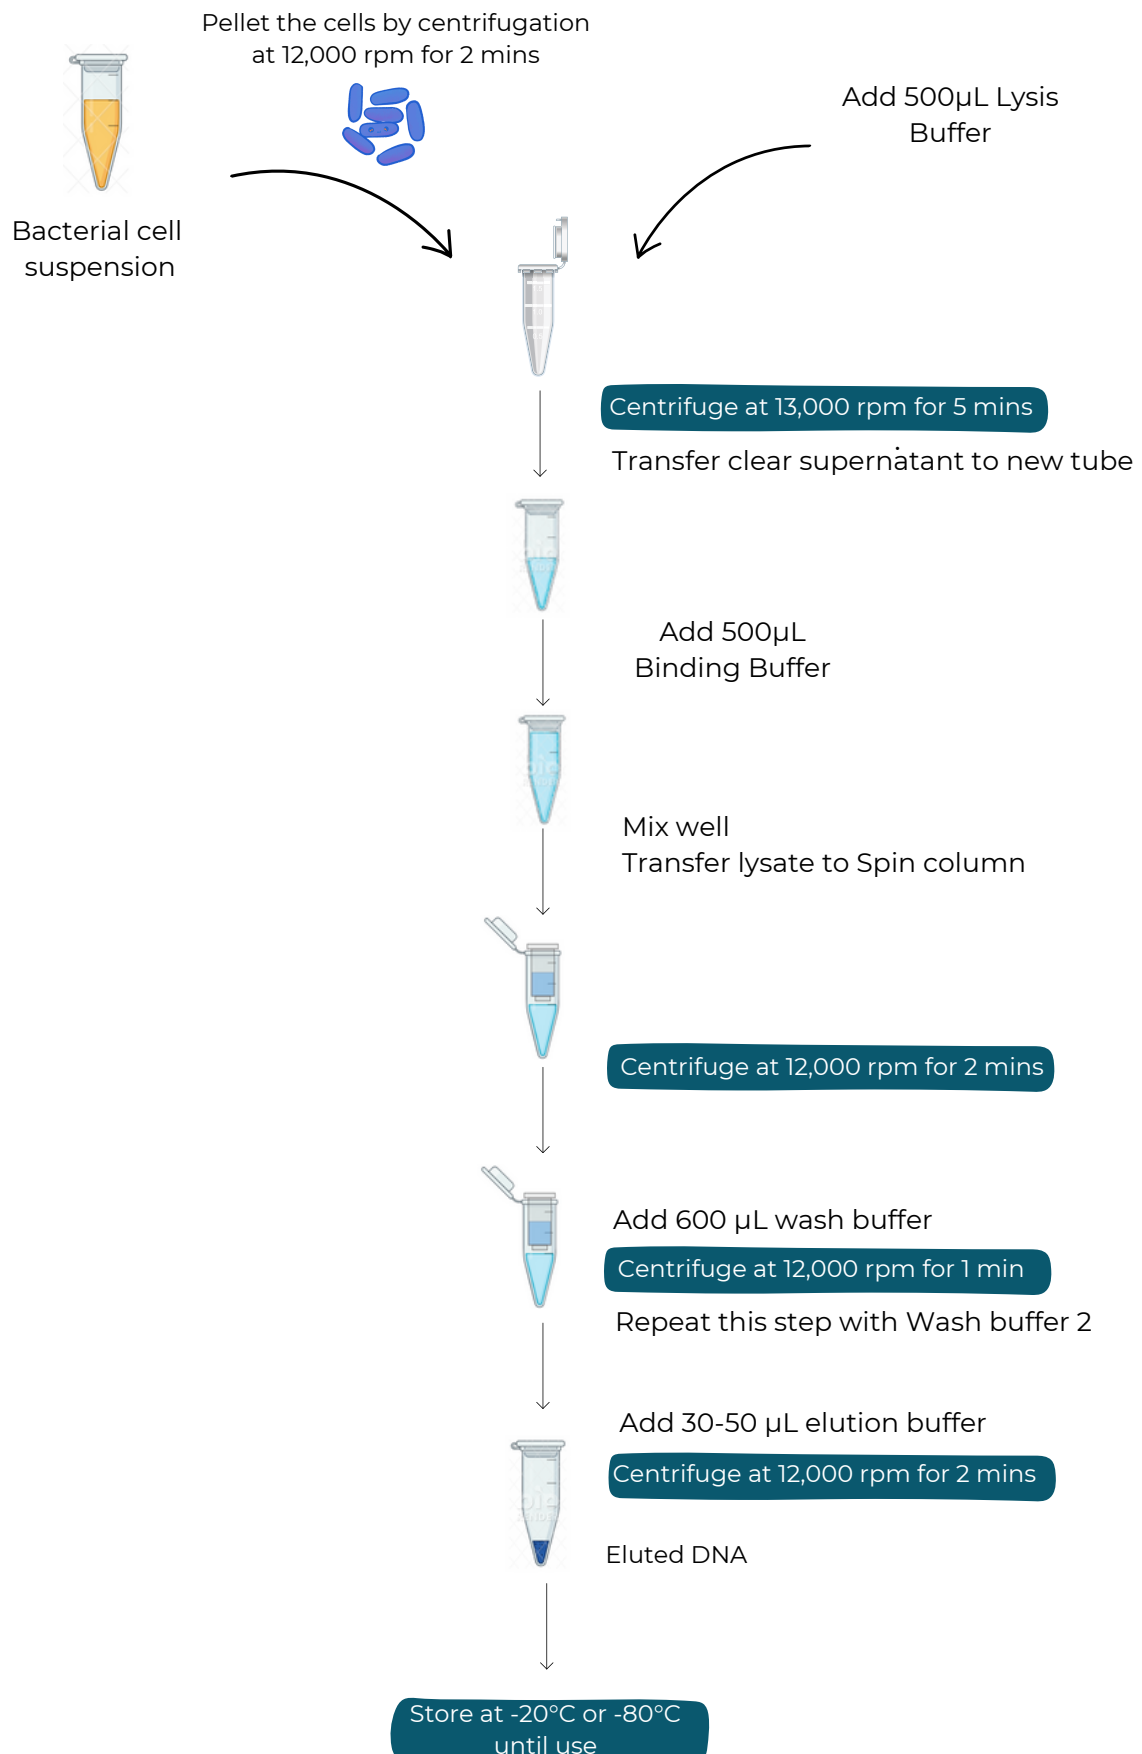 Pellet the cells by centrifugation
at 12,000 rpm for 2 mins
Add 500µL Lysis
Buffer
Bacterial cell
suspension
Centrifuge at 13,000 rpm for 5 mins
Transfer clear supernatant to new tube
Add 500µL
Binding Buffer
Mix well
Transfer lysate to Spin column
Centrifuge at 12,000 rpm for 2 mins
Add 600 µL wash buffer
Centrifuge at 12,000 rpm for 1 min
Repeat this step with Wash buffer 2
Add 30-50 µL elution buffer
Centrifuge at 12,000 rpm for 2 mins
Eluted DNA
Store at -20°C or -80°C
until use